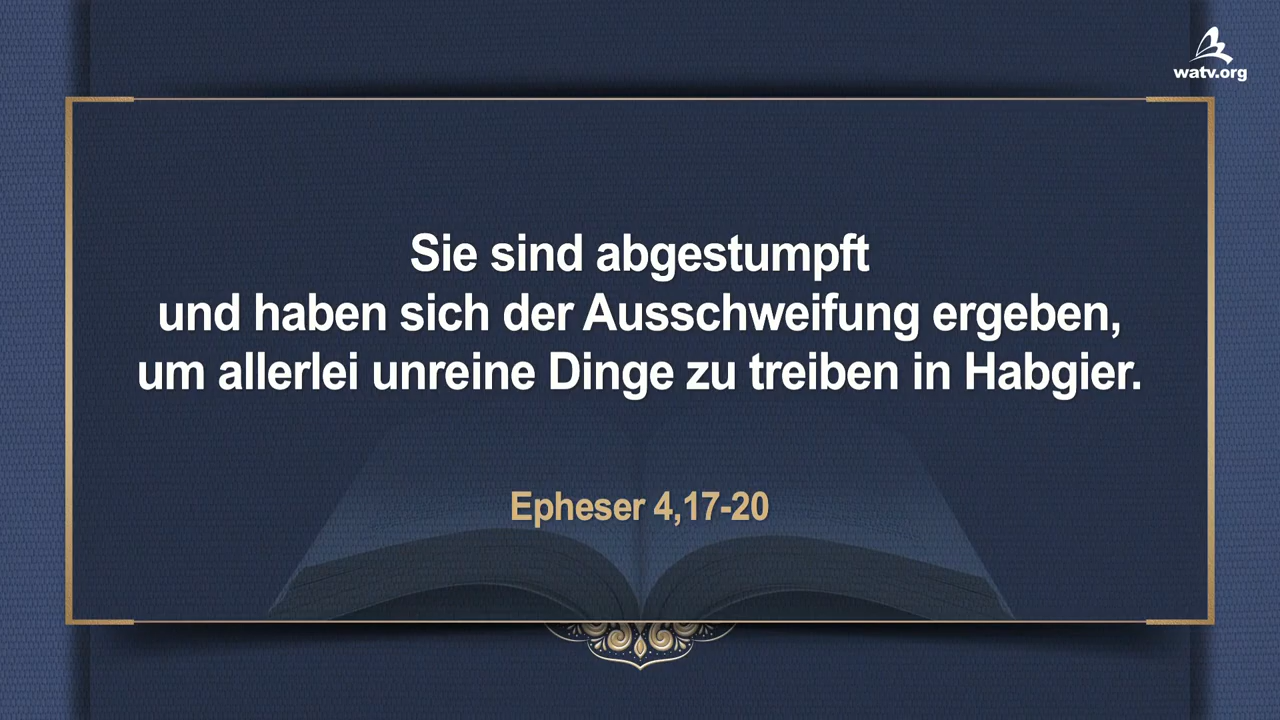 watv.org
Sie sind abgestumpft
und haben sich der Ausschweifung ergeben,
um allerlei unreine Dinge zu treiben in Habgier.
Epheser 4,17-20